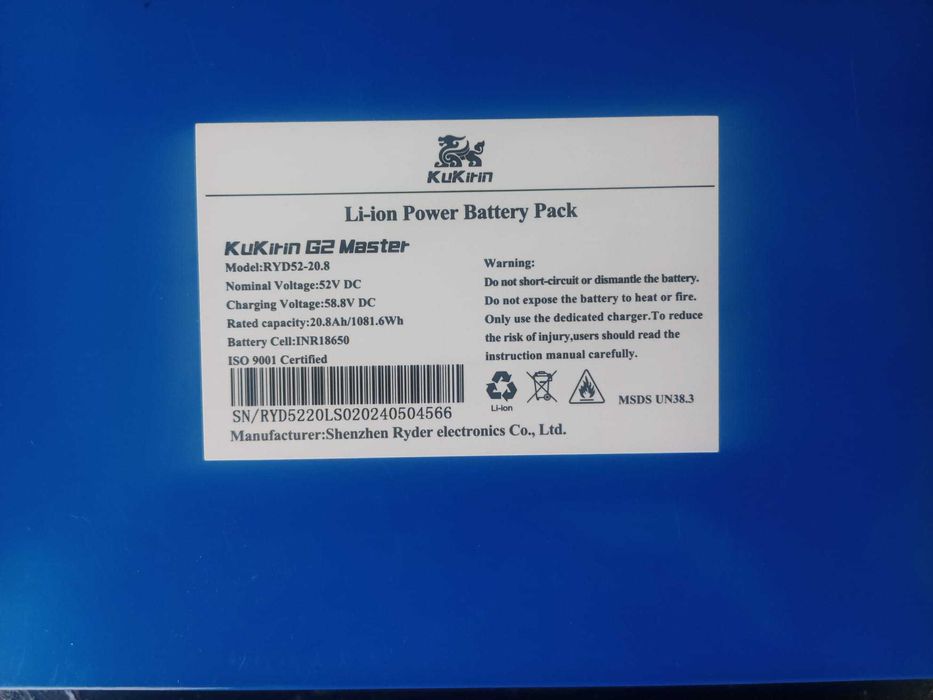 KuKirin
Li-ion Power Battery Pack
KuKirin G2 Master
Model:RYD52-20.8
Nominal Voltage:52V DC
Charging Voltage:58.8V DC
Rated capacity:20.8Ah/1081.6Wh
Battery Cell:INR18650
ISO 9001 Certified
SN/RYD5220LS020240504566
Manufacturer:Shenzhen Ryder electronics Co., Ltd.
Warning:
Do not short-circuit or dismantle the battery.
Do not expose the battery to heat or fire.
Only use the dedicated charger.To reduce
the risk of injury,users should read the
instruction manual carefully.
Li-ion
MSDS UN38.3